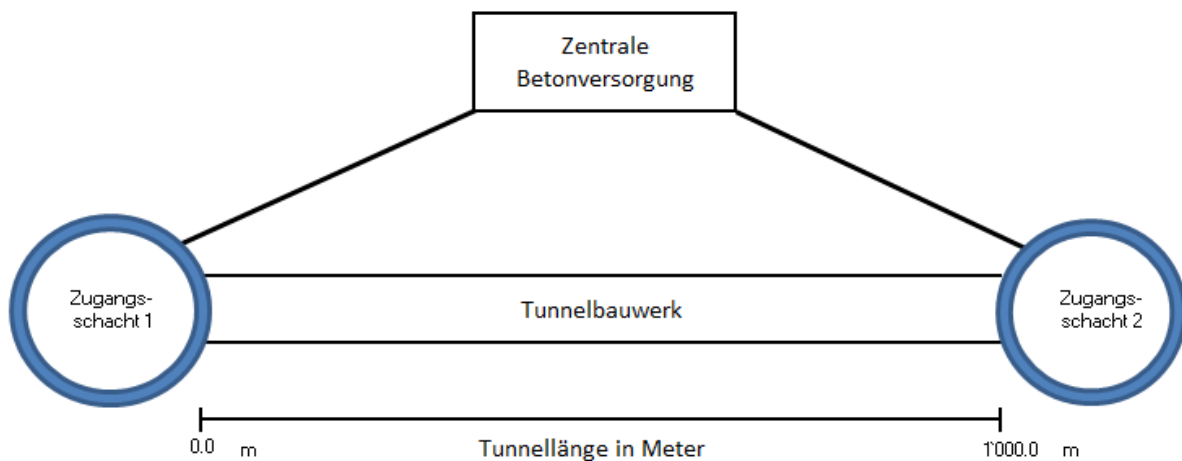 Zentrale
Betonversorgung
Zugangs-
schacht 1
Tunnelbauwerk
Zugangs-
schacht 2
0.0 m
Tunnellänge in Meter
1'000.0 m